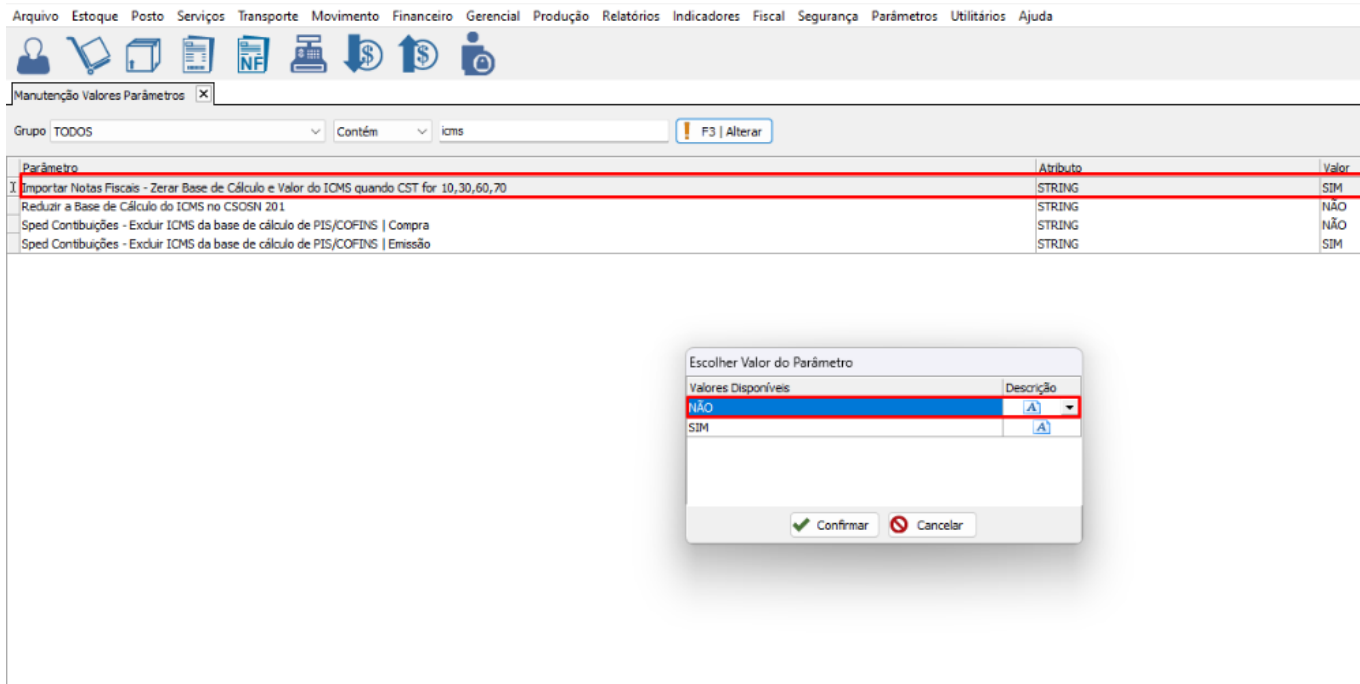 Arquivo Estoque Posto Serviços Transporte Movimento Financeiro Gerencial Produção Relatórios Indicadores Fiscal Segurança Parâmetros Utilitários Ajuda
NF
Manutenção Valores Parâmetros X
Grupo TODOS Contém icms F3 | Alterar
Parâmetro Atributo Valor
Importar Notas Fiscais - Zerar Base de Cálculo e Valor do ICMS quando CST for 10,30,60,70 STRING SIM
Reduzir a Base de Cálculo do ICMS no CSOSN 201 STRING NÃO
Sped Contibuições - Excluir ICMS da base de cálculo de PIS/COFINS | Compra STRING NÃO
Sped Contibuições - Excluir ICMS da base de cálculo de PIS/COFINS | Emissão STRING SIM
Escolher Valor do Parâmetro
Valores Disponíveis Descrição
NÃO A
SIM A
Confirmar Cancelar